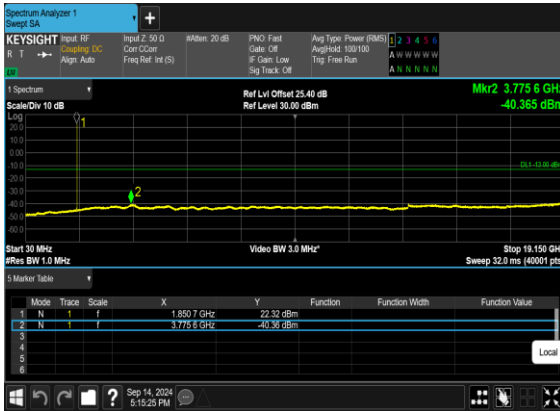 Spectrum Analyzer 1
Swept SA
+
KEYSIGHT
R T
LXI
Input: RF
Coupling: DC
Align: Auto
Input Z: 50 Ω
Corr CCorr
Freq Ref: Int (S)
#Atten: 20 dB
PNO: Fast
Gate: Off
IF Gain: Low
Sig Track: Off
Avg Type: Power (RMS)
Avg|Hold: 100/100
Trig: Free Run
1 2 3 4 5 6
A W W W W W
A N N N N N
1 Spectrum
Scale/Div 10 dB
Ref Lvl Offset 25.40 dB
Ref Level 30.00 dBm
Mkr2 3.775 6 GHz
-40.365 dBm
Log
20.0
10.0
0.00
-10.0
-20.0
-30.0
-40.0
-50.0
-60.0
1
2
DL1 -13.00 dBm
Start 30 MHz
#Res BW 1.0 MHz
Video BW 3.0 MHz*
Stop 19.150 GHz
Sweep 32.0 ms (40001 pts)
5 Marker Table
Mode Trace Scale X Y Function Function Width Function Value
1 N 1 f 1.850 7 GHz 22.32 dBm
2 N 1 f 3.775 6 GHz -40.36 dBm
3
4
5
6
Local
?
Sep 14, 2024
5:15:25 PM